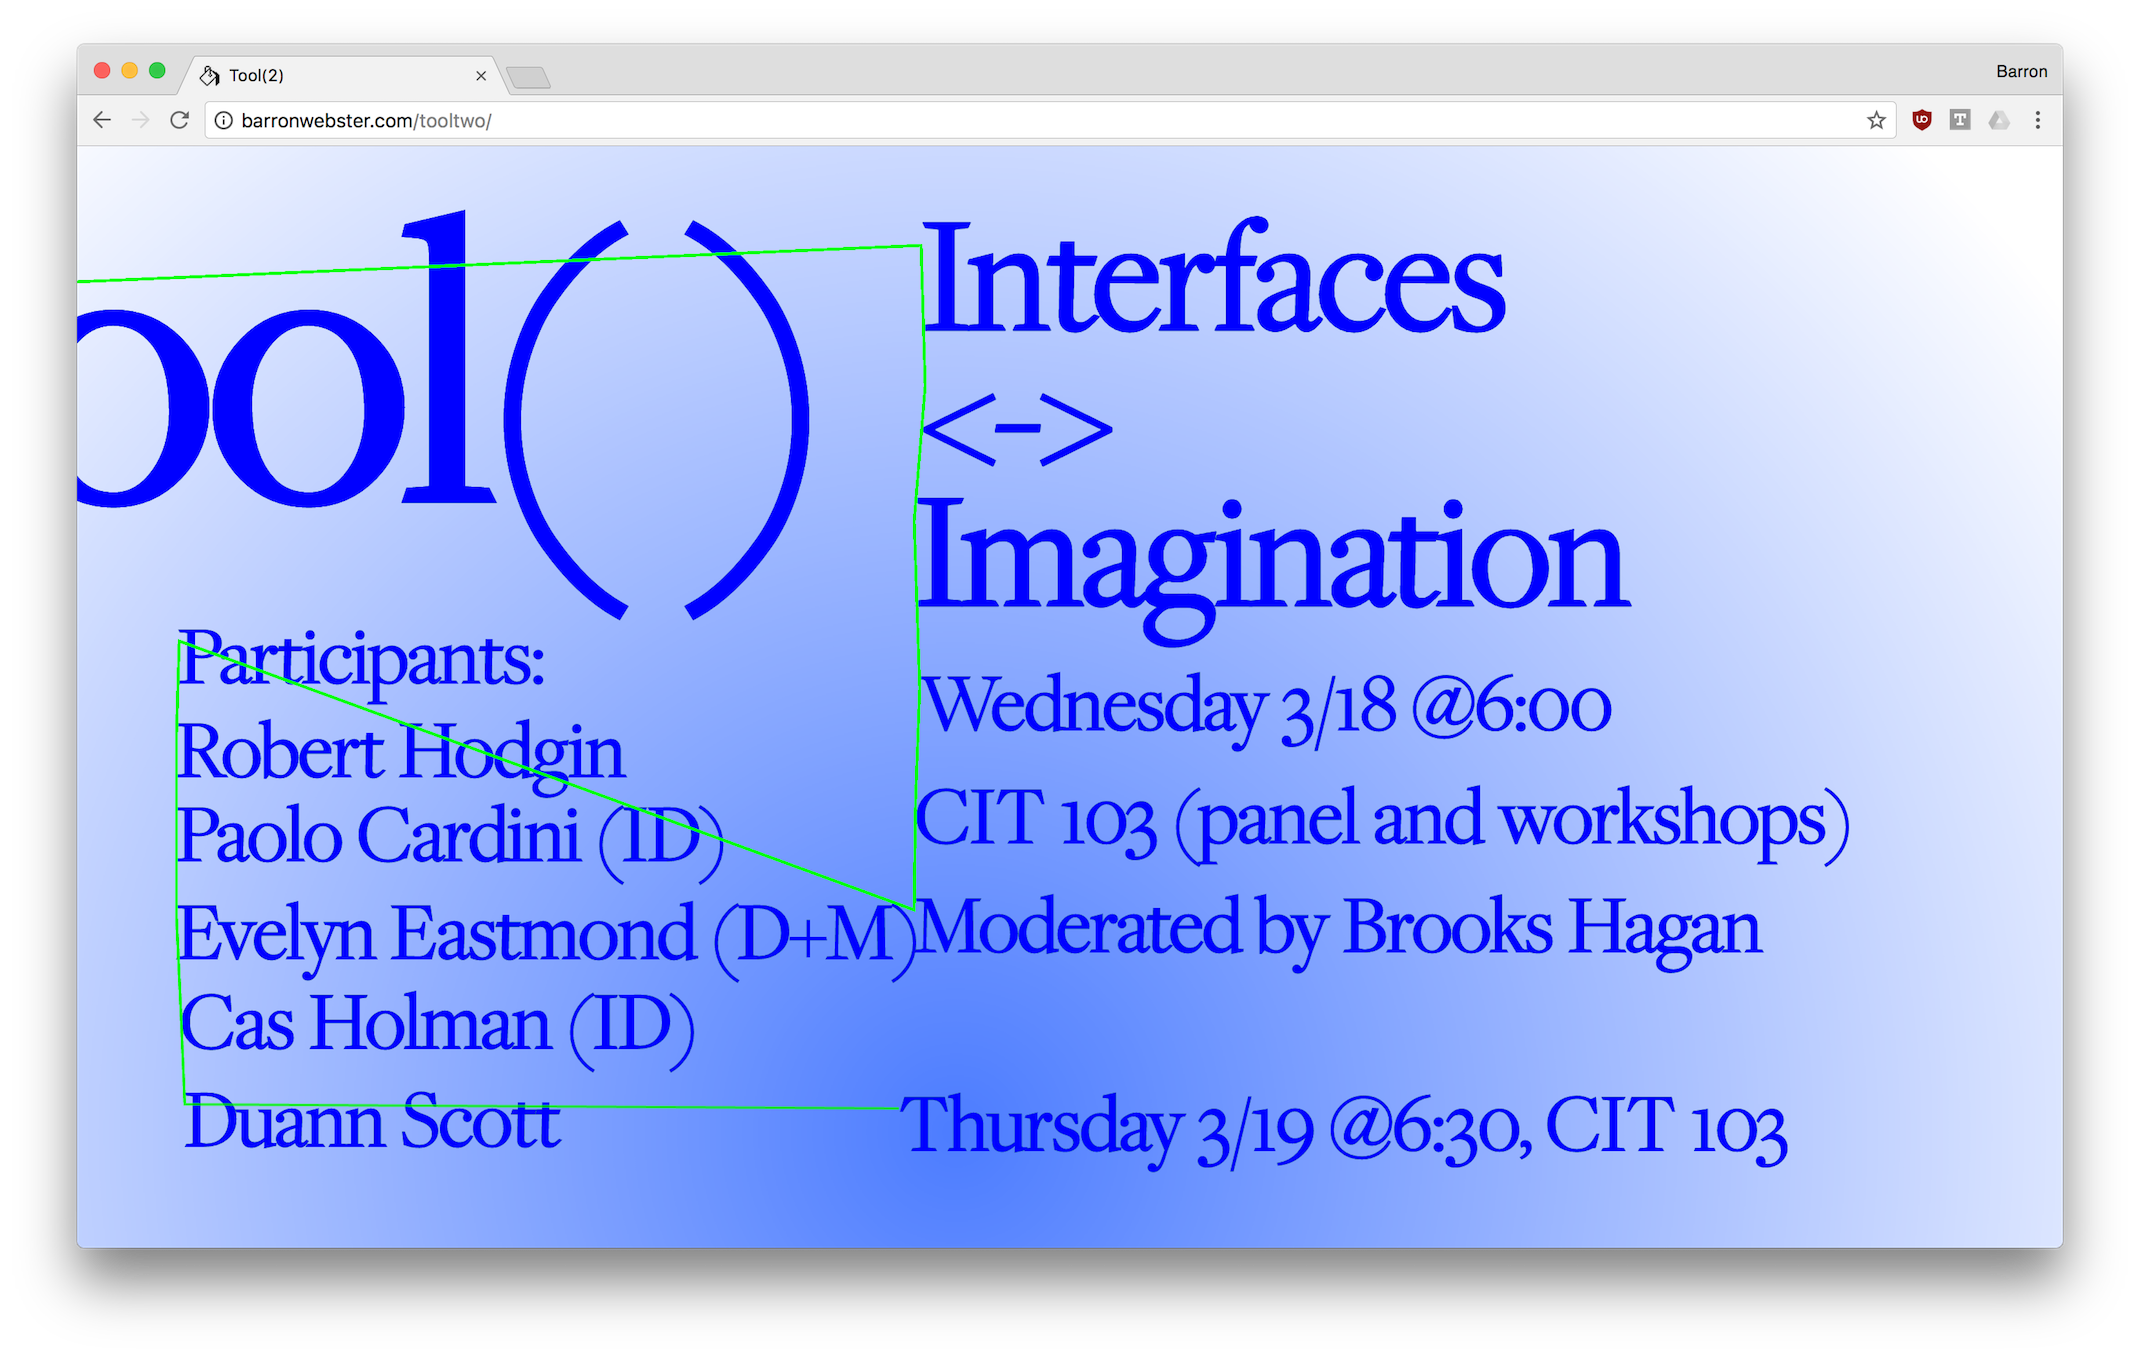 Tool(2)
Barron
barronwebster.com/tooltwo/
ool()
Interfaces
<->
Imagination
Participants:
Robert Hodgin
Paolo Cardini (ID)
Evelyn Eastmond (D+M)
Cas Holman (ID)
Duann Scott
Wednesday 3/18 @6:00
CIT 103 (panel and workshops)
Moderated by Brooks Hagan
Thursday 3/19 @6:30, CIT 103